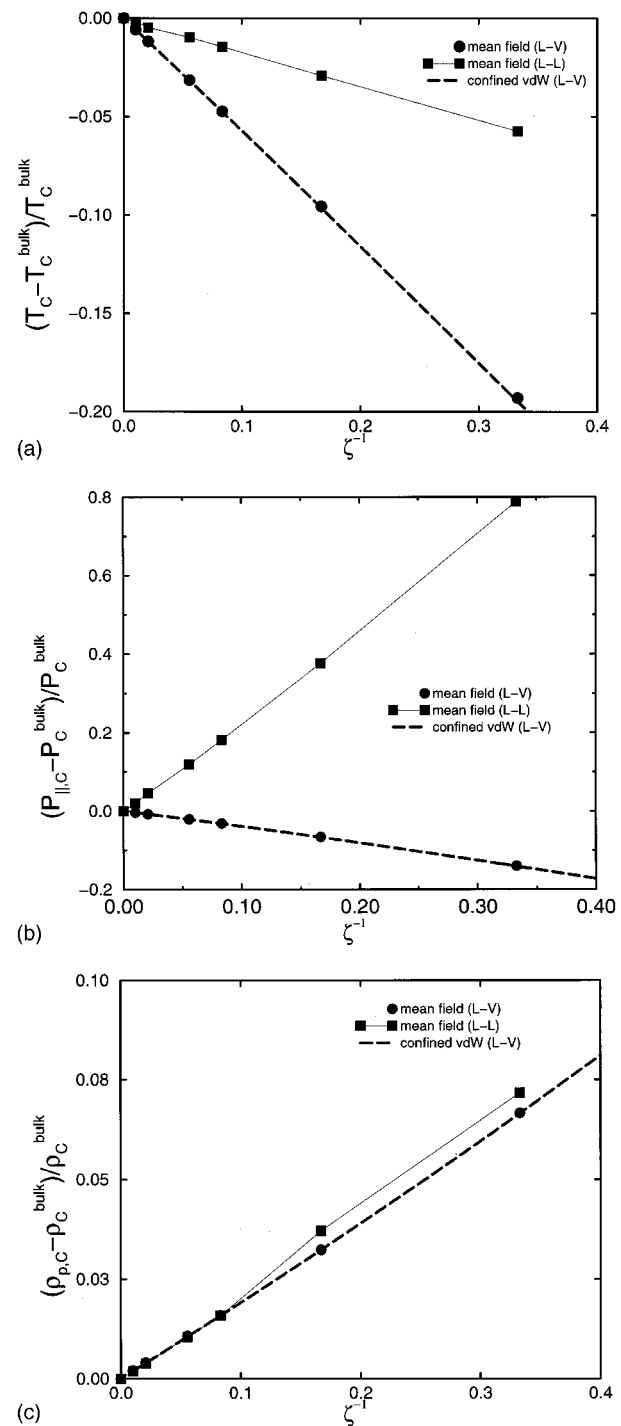 0.00
−0.05
−0.10
−0.15
−0.20
(T_C−T_C^bulk)/T_C^bulk
mean field (L−V)
mean field (L−L)
confined vdW (L−V)
0.0 0.1 0.2 0.3 0.4
ζ^−1
(a)
0.8
0.6
0.4
0.2
0.0
−0.2
(P_||,C−P_C^bulk)/P_C^bulk
mean field (L−V)
mean field (L−L)
confined vdW (L−V)
0.00 0.10 0.20 0.30 0.40
ζ^−1
(b)
0.10
0.08
0.05
0.03
0.00
(ρ_p,C−ρ_C^bulk)/ρ_C^bulk
mean field (L−V)
mean field (L−L)
confined vdW (L−V)
0.0 0.1 0.2 0.3 0.4
ζ^−1
(c)